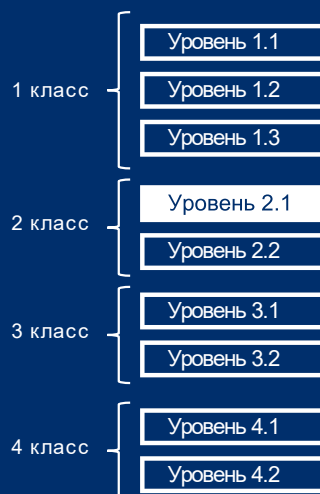 1 класс
Уровень 1.1
Уровень 1.2
Уровень 1.3
2 класс
Уровень 2.1
Уровень 2.2
3 класс
Уровень 3.1
Уровень 3.2
4 класс
Уровень 4.1
Уровень 4.2